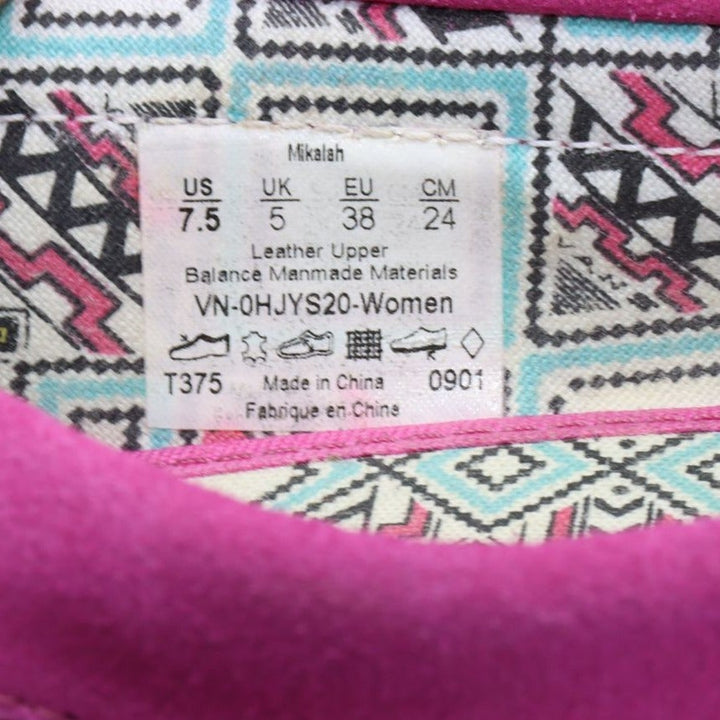 Mikalah
US UK EU CM
7.5 5 38 24
Leather Upper
Balance Manmade Materials
VN-0HJYS20-Women
T375 Made in China 0901
Fabrique en China